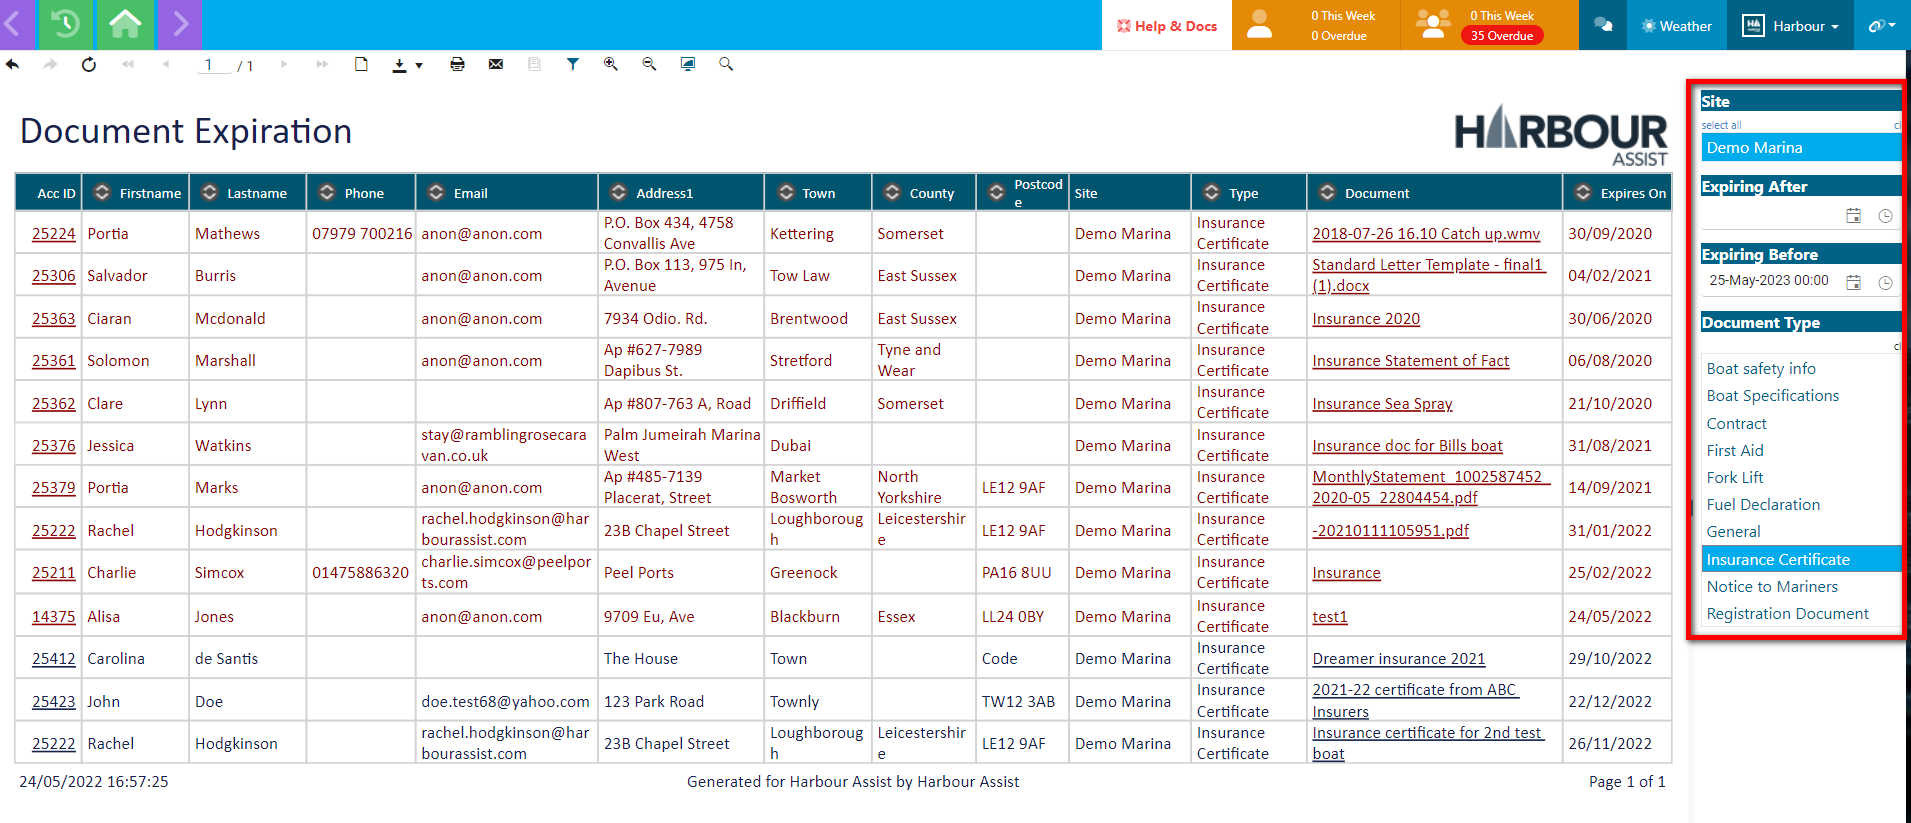 Help & Docs
0 This Week
0 Overdue
0 This Week
35 Overdue
Weather
Harbour
1 / 1
Document Expiration
HARBOUR
ASSIST
Acc ID Firstname Lastname Phone Email Address1 Town County Postcod
e Site Type Document Expires On
25224 Portia Mathews 07979 700216 anon@anon.com P.O. Box 434, 4758
Convallis Ave Kettering Somerset Demo Marina Insurance
Certificate 2018-07-26 16.10 Catch up.wmv 30/09/2020
25306 Salvador Burris anon@anon.com P.O. Box 113, 975 In,
Avenue Tow Law East Sussex Demo Marina Insurance
Certificate Standard Letter Template - final1
(1).docx 04/02/2021
25363 Ciaran Mcdonald anon@anon.com 7934 Odio. Rd. Brentwood East Sussex Demo Marina Insurance
Certificate Insurance 2020 30/06/2020
25361 Solomon Marshall anon@anon.com Ap #627-7989
Dapibus St. Stretford Tyne and
Wear Demo Marina Insurance
Certificate Insurance Statement of Fact 06/08/2020
25362 Clare Lynn Ap #807-763 A, Road Driffield Somerset Demo Marina Insurance
Certificate Insurance Sea Spray 21/10/2020
25376 Jessica Watkins stay@ramblingroseca ra
van.co.uk Palm Jumeirah Marina
West Dubai Demo Marina Insurance
Certificate Insurance doc for Bills boat 31/08/2021
25379 Portia Marks anon@anon.com Ap #485-7139
Placerat, Street Market
Bosworth North
Yorkshire LE12 9AF Demo Marina Insurance
Certificate MonthlyStatement_1002587452_
2020-05_22804454.pdf 14/09/2021
25222 Rachel Hodgkinson rachel.hodgkinson@har
bourassist.com 23B Chapel Street Loughboroug
h Leicestershir
e LE12 9AF Demo Marina Insurance
Certificate -20210111105951.pdf 31/01/2022
25211 Charlie Simcox 01475886320 charlie.simcox@peelpor
ts.com Peel Ports Greenock PA16 8UU Demo Marina Insurance
Certificate Insurance 25/02/2022
14375 Alisa Jones anon@anon.com 9709 Eu, Ave Blackburn Essex LL24 0BY Demo Marina Insurance
Certificate test1 24/05/2022
25412 Carolina de Santis The House Town Code Demo Marina Insurance
Certificate Dreamer insurance 2021 29/10/2022
25423 John Doe doe.test68@yahoo.com 123 Park Road Townly TW12 3AB Demo Marina Insurance
Certificate 2021-22 certificate from ABC
Insurers 22/12/2022
25222 Rachel Hodgkinson rachel.hodgkinson@har
bourassist.com 23B Chapel Street Loughboroug
h Leicestershir
e LE12 9AF Demo Marina Insurance
Certificate Insurance certificate for 2nd test
boat 26/11/2022
24/05/2022 16:57:25 Generated for Harbour Assist by Harbour Assist Page 1 of 1
Site
select all cl
Demo Marina
Expiring After
Expiring Before
25-May-2023 00:00
Document Type
cl
Boat safety info
Boat Specifications
Contract
First Aid
Fork Lift
Fuel Declaration
General
Insurance Certificate
Notice to Mariners
Registration Document